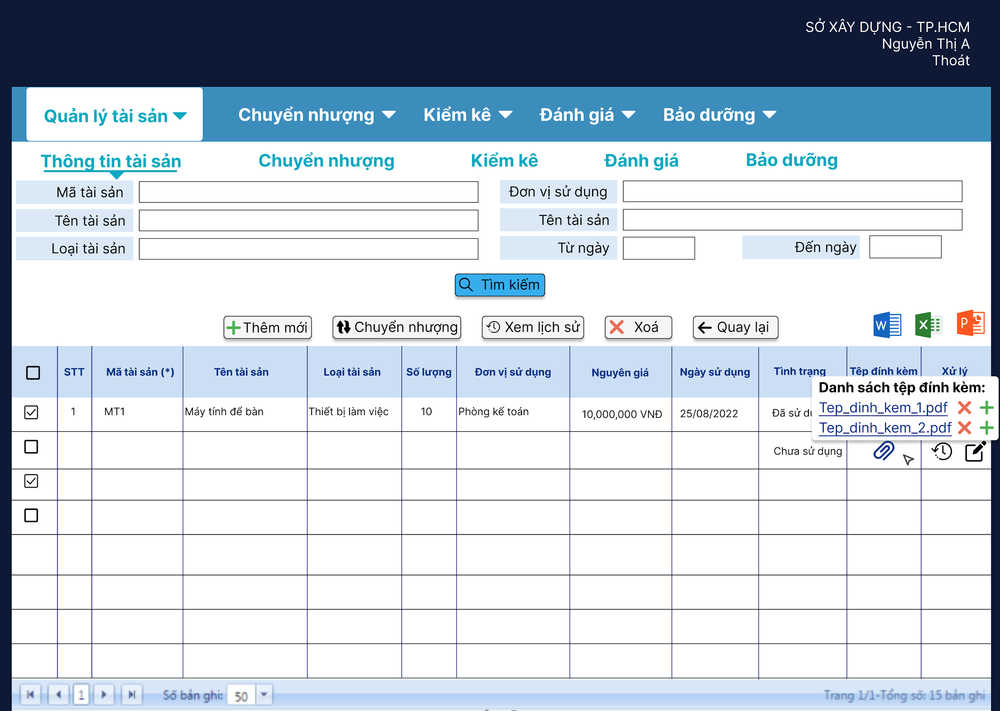 SỞ XÂY DỰNG - TP.HCM
Nguyễn Thị A
Thoát
Quản lý tài sản Chuyển nhượng Kiểm kê Đánh giá Bảo dưỡng
Thông tin tài sản Chuyển nhượng Kiểm kê Đánh giá Bảo dưỡng
Mã tài sản Đơn vị sử dụng
Tên tài sản Tên tài sản
Loại tài sản Từ ngày Đến ngày
Tìm kiếm
Thêm mới Chuyển nhượng Xem lịch sử Xoá Quay lại
W X P
STT Mã tài sản (*) Tên tài sản Loại tài sản Số lượng Đơn vị sử dụng Nguyên giá Ngày sử dụng Tình trạng Tệp đính kèm Xử lý
Danh sách tệp đính kèm:
1 MT1 Máy tính để bàn Thiết bị làm việc 10 Phòng kế toán 10,000,000 VNĐ 25/08/2022 Đã sử Tep_dinh_kem_1.pdf
Tep_dinh_kem_2.pdf
Chưa sử dụng
1 Số bản ghi: 50 Trang 1/1-Tổng số: 15 bản ghi